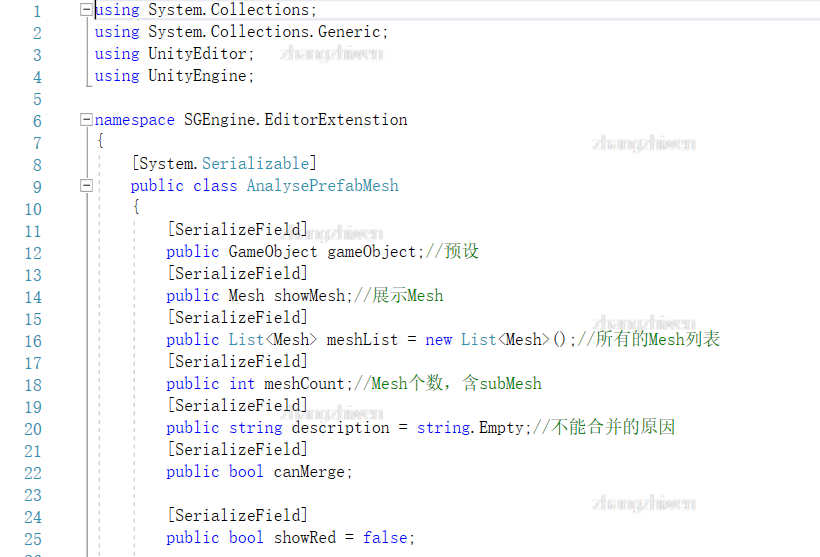 1 using System.Collections;
2 using System.Collections.Generic;
3 using UnityEditor; zhangzhiwen
4 using UnityEngine;
5
6 namespace SGEngine.EditorExtenstion
7 { zhangzhiwen
8 [System.Serializable]
9 public class AnalysePrefabMesh
10 {
11 [SerializeField] zhangzhiwen
12 public GameObject gameObject;//预设
13 [SerializeField]
14 public Mesh showMesh;//展示Mesh
15 [SerializeField] zhangzhiwen
16 public List<Mesh> meshList = new List<Mesh>();//所有的Mesh列表
17 [SerializeField]
18 public int meshCount;//Mesh个数, 含subMesh
19 [SerializeField] zhangzhiwen
20 public string description = string.Empty;//不能合并的原因
21 [SerializeField]
22 public bool canMerge;
23 zhangzhiwen
24 [SerializeField]
25 public bool showRed = false;